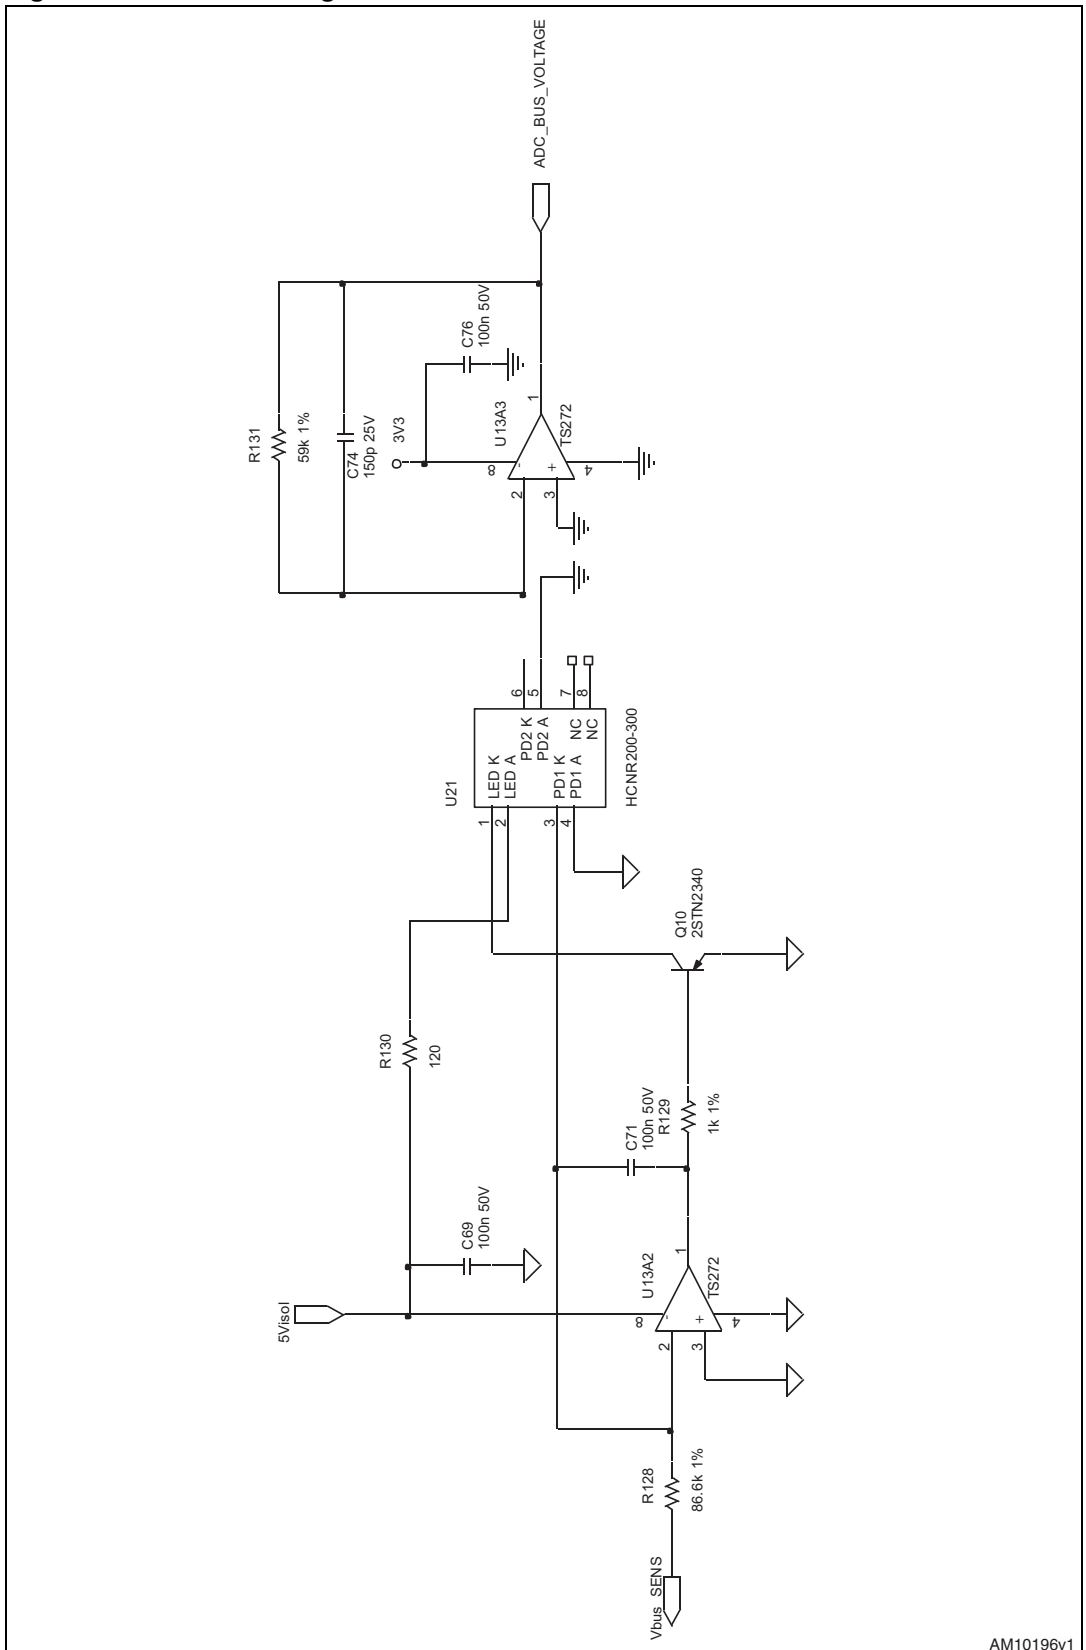 ADC_BUS_VOLTAGE
C76
100n 50V
R131
59k 1%
C74
150p 25V
3V3
U13A3
TS272
1
8
-
+
4
2
3
6
5
7
8
PD2 K
PD2 A
NC
NC
LED K
LED A
PD1 K
PD1 A
U21
HCNR200-300
1
2
3
4
Q10
2STN2340
R130
120
C71
100n 50V
R129
1k 1%
C69
100n 50V
5Visol
U13A2
TS272
1
8
-
+
4
2
3
R128
86.6k 1%
Vbus_SENS
AM10196v1